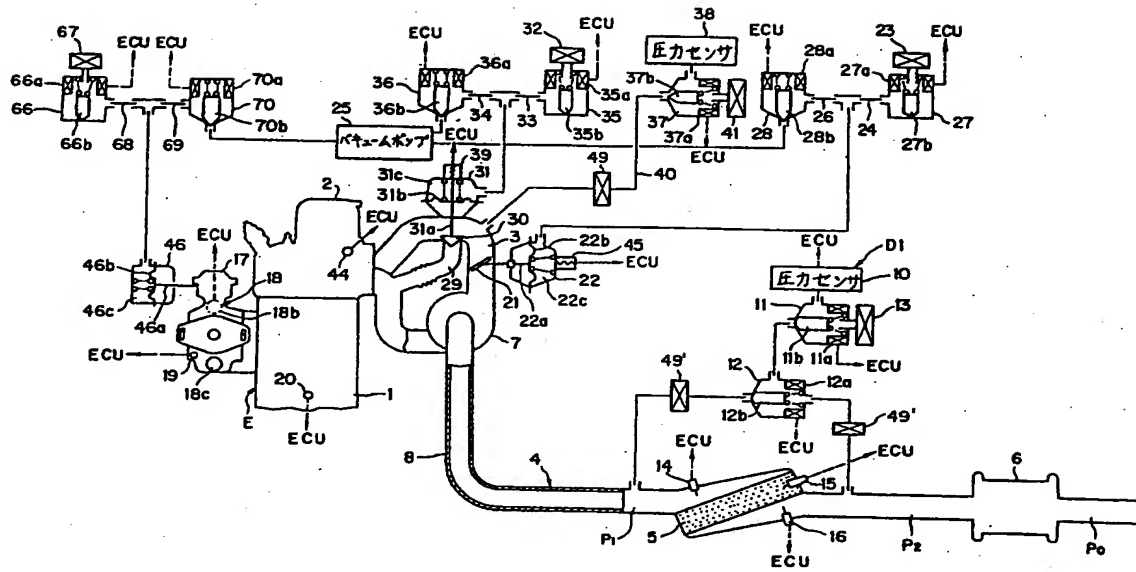 67
ECU ECU
66a
66
66b
68
69
70a
70
70b
ECU
36a
36
36b
34
32
ECU
35a
33
35
35b
38
圧力センサ
37b
37
37a
41
ECU
ECU
28a
28
28b
26
23
ECU
27a
24
27
27b
25
バキュームポンプ
ECU
39
31c
31
31b
31a
49
40
2
ECU
44
30
3
29
21
22b
45
ECU
22
22a
22c
7
46
46b
46c
46a
ECU
17
18
18b
ECU
19
18c
20
E
ECU
1
ECU
D1
圧力センサ
10
11
13
11b
11a
ECU
12
12a
12b
ECU
49'
49'
8
4
ECU
14
ECU
15
5
16
ECU
6
P1
P2
P0